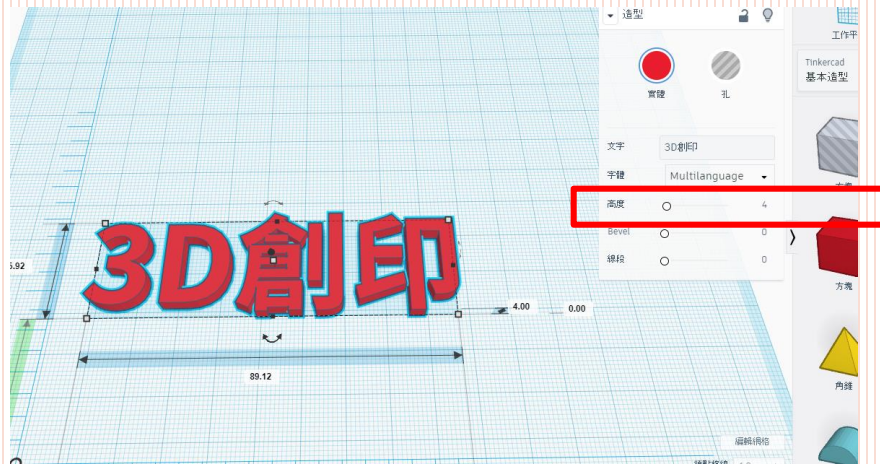 造型
工作平
實體
孔
Tinkercad
基本造型
文字
3D創印
字體
Multilanguage
高度
4
Bevel
0
線段
0
方塊
角錐
3D創印
5.92
4.00
0.00
89.12
編輯網格